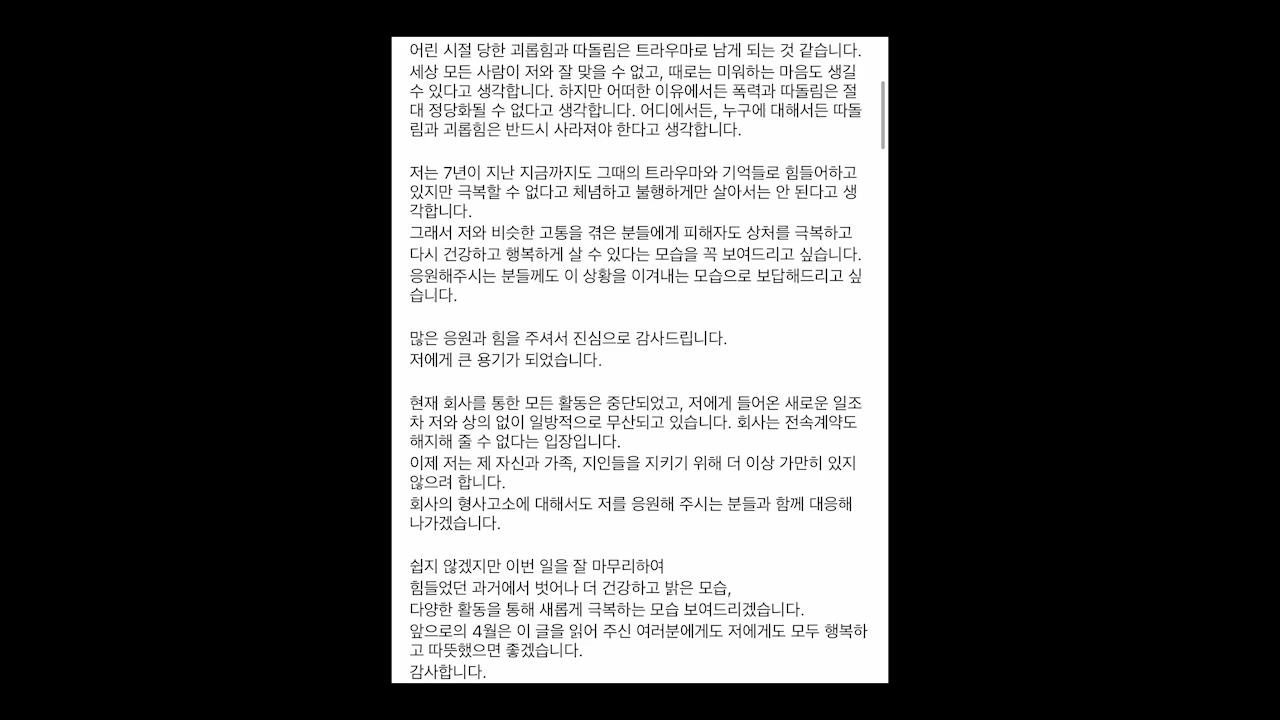 어린 시절 당한 괴롭힘과 따돌림은 트라우마로 남게 되는 것 같습니다.
세상 모든 사람이 저와 잘 맞을 수 없고, 때로는 미워하는 마음도 생길
수 있다고 생각합니다. 하지만 어떠한 이유에서든 폭력과 따돌림은 절
대 정당화될 수 없다고 생각합니다. 어디에서든, 누구에 대해서든 따돌
림과 괴롭힘은 반드시 사라져야 한다고 생각합니다.
저는 7년이 지난 지금까지도 그때의 트라우마와 기억들로 힘들어하고
있지만 극복할 수 없다고 체념하고 불행하게만 살아서는 안 된다고 생
각합니다.
그래서 저와 비슷한 고통을 겪은 분들에게 피해자도 상처를 극복하고
다시 건강하고 행복하게 살 수 있다는 모습을 꼭 보여드리고 싶습니다.
응원해주시는 분들께도 이 상황을 이겨내는 모습으로 보답해드리고 싶
습니다.
많은 응원과 힘을 주셔서 진심으로 감사드립니다.
저에게 큰 용기가 되었습니다.
현재 회사를 통한 모든 활동은 중단되었고, 저에게 들어온 새로운 일조
차 저와 상의 없이 일방적으로 무산되고 있습니다. 회사는 전속계약도
해지해 줄 수 없다는 입장입니다.
이제 저는 제 자신과 가족, 지인들을 지키기 위해 더 이상 가만히 있지
않으려 합니다.
회사의 형사고소에 대해서도 저를 응원해 주시는 분들과 함께 대응해
나가겠습니다.
쉽지 않겠지만 이번 일을 잘 마무리하여
힘들었던 과거에서 벗어나 더 건강하고 밝은 모습,
다양한 활동을 통해 새롭게 극복하는 모습 보여드리겠습니다.
앞으로의 4월은 이 글을 읽어 주신 여러분에게도 저에게도 모두 행복하
고 따뜻했으면 좋겠습니다.
감사합니다.